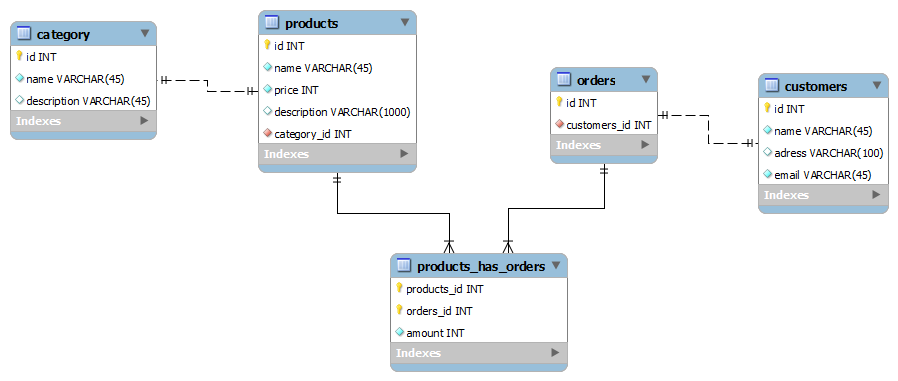 category
id INT
name VARCHAR(45)
description VARCHAR(45)
Indexes
products
id INT
name VARCHAR(45)
price INT
description VARCHAR(1000)
category_id INT
Indexes
orders
id INT
customers_id INT
Indexes
customers
id INT
name VARCHAR(45)
adress VARCHAR(100)
email VARCHAR(45)
Indexes
products_has_orders
products_id INT
orders_id INT
amount INT
Indexes